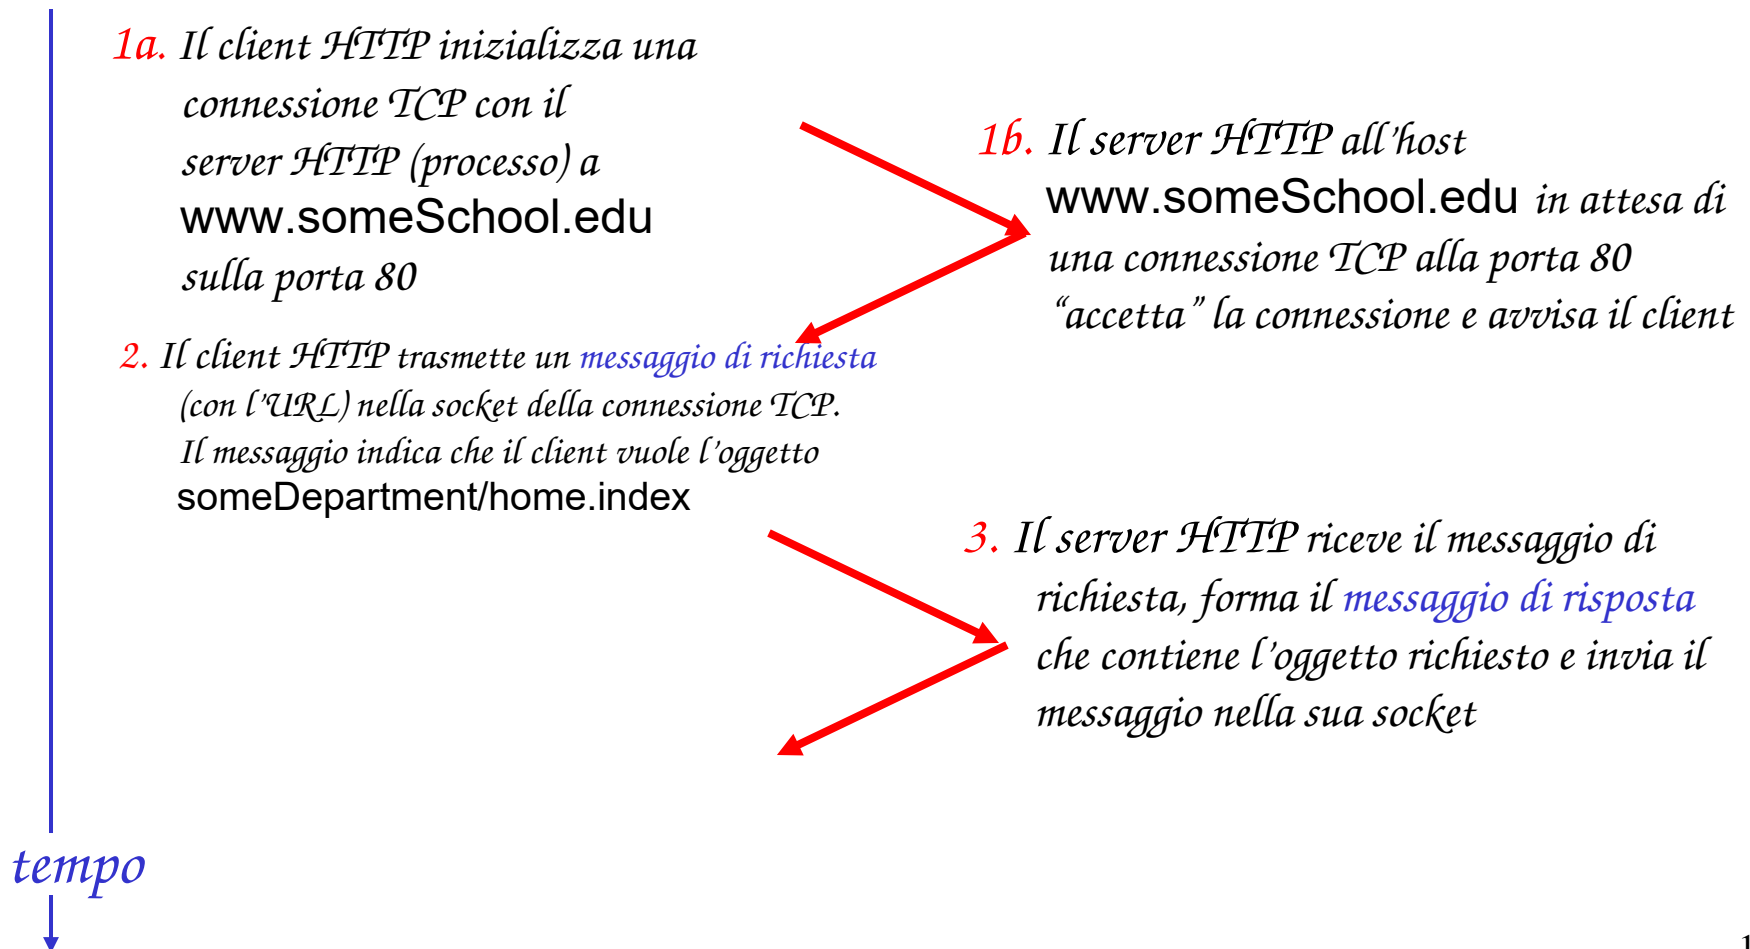 1a. Il client HTTP inizializza una
connessione TCP con il
server HTTP (processo) a
www.someSchool.edu
sulla porta 80
1b. Il server HTTP all’host
www.someSchool.edu in attesa di
una connessione TCP alla porta 80
“accetta” la connessione e avvisa il client
2. Il client HTTP trasmette un messaggio di richiesta
(con l’URL) nella socket della connessione TCP.
Il messaggio indica che il client vuole l’oggetto
someDepartment/home.index
3. Il server HTTP riceve il messaggio di
richiesta, forma il messaggio di risposta
che contiene l’oggetto richiesto e invia il
messaggio nella sua socket
tempo